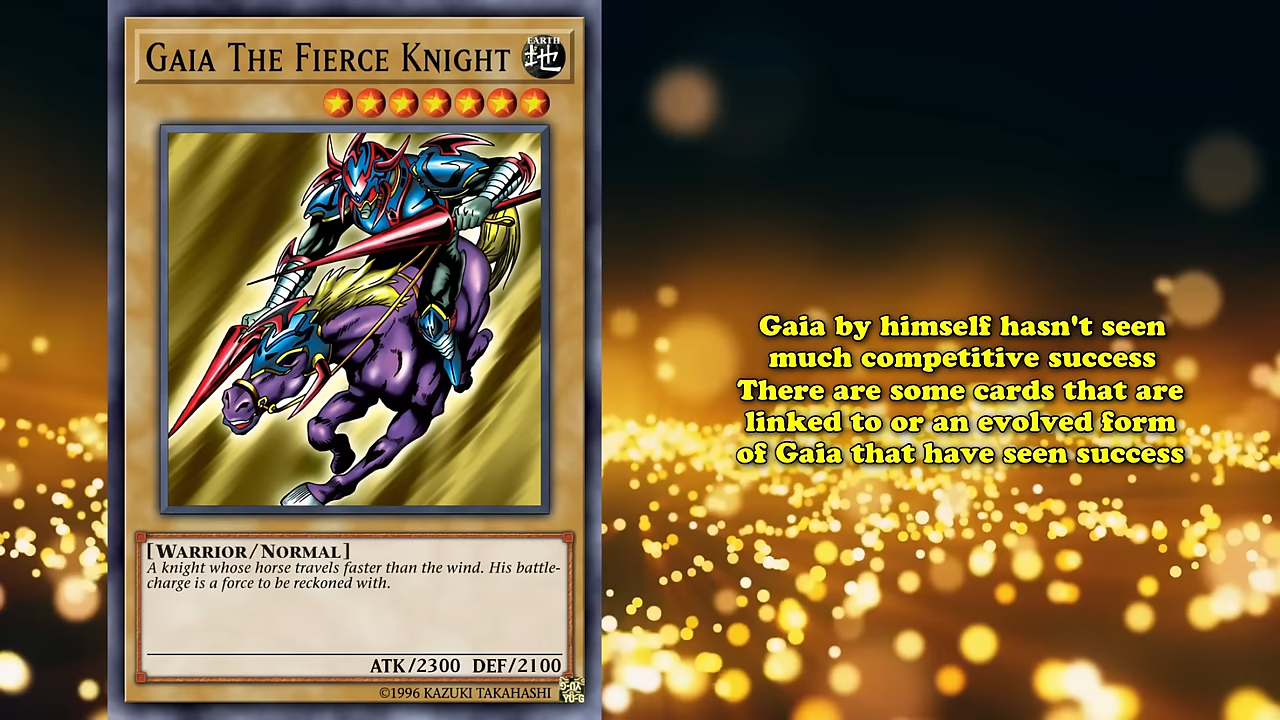 Gaia The Fierce Knight
EARTH
地
[Warrior/Normal]
A knight whose horse travels faster than the wind. His battle-
charge is a force to be reckoned with.
ATK/2300 DEF/2100
©1996 KAZUKI TAKAHASHI
Gaia by himself hasn't seen
much competitive success
There are some cards that are
linked to or an evolved form
of Gaia that have seen success